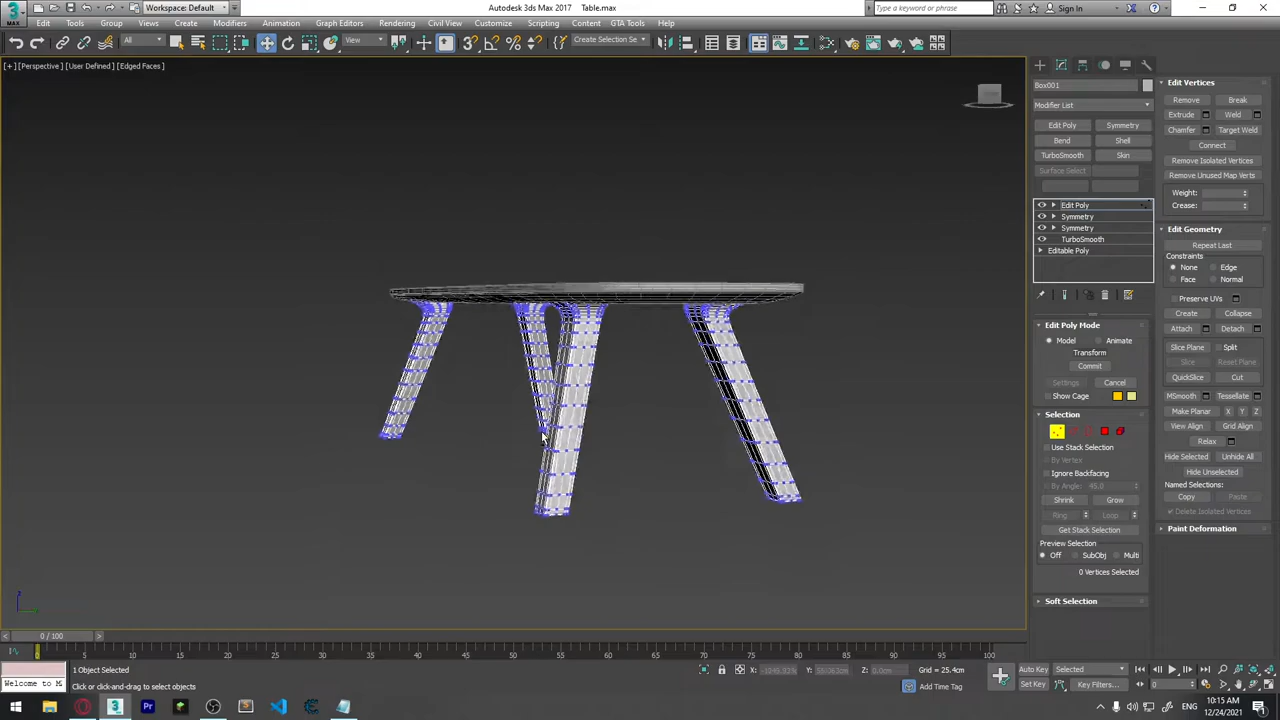 Workspace: Default
Autodesk 3ds Max 2017
Table.max
Type a keyword or phrase
Sign In
Edit Tools Group Views Create Modifiers Animation Graph Editors Rendering Civil View Customize Scripting Content GTA Tools Help
All View Create Selection Se
[+] [Perspective] [User Defined] [Edged Faces]
Box001
Modifier List
Edit Poly Symmetry
Bend Shell
TurboSmooth Skin
Surface Select
Edit Poly
Symmetry
Symmetry
TurboSmooth
Editable Poly
Edit Poly Mode
Model Animate
Transform
Commit
Settings Cancel
Show Cage
Selection
Use Stack Selection
By Vertex
Ignore Backfacing
By Angle: 45.0
Shrink Grow
Ring Loop
Get Stack Selection
Preview Selection
Off SubObj Multi
0 Vertices Selected
Soft Selection
Edit Vertices
Remove Break
Extrude Weld
Chamfer Target Weld
Connect
Remove Isolated Vertices
Remove Unused Map Verts
Weight:
Crease:
Edit Geometry
Repeat Last
Constraints
None Edge
Face Normal
Preserve UVs
Create Collapse
Attach Detach
Slice Plane Split
Slice Reset Plane
QuickSlice Cut
MSmooth Tessellate
Make Planar X Y Z
View Align Grid Align
Relax
Hide Selected Unhide All
Hide Unselected
Named Selections:
Copy Paste
Delete Isolated Vertices
Paint Deformation
0 / 100
0 5 10 15 20 25 30 35 40 45 50 55 60 65 70 75 80 85 90 95 100
1 Object Selected
Welcome to M
Click or click-and-drag to select objects
X: Y: Z: 0.0cm
Grid = 25.4cm
Add Time Tag
Auto Key Selected
Set Key Key Filters...
0
ENG
10:15 AM
12/24/2021